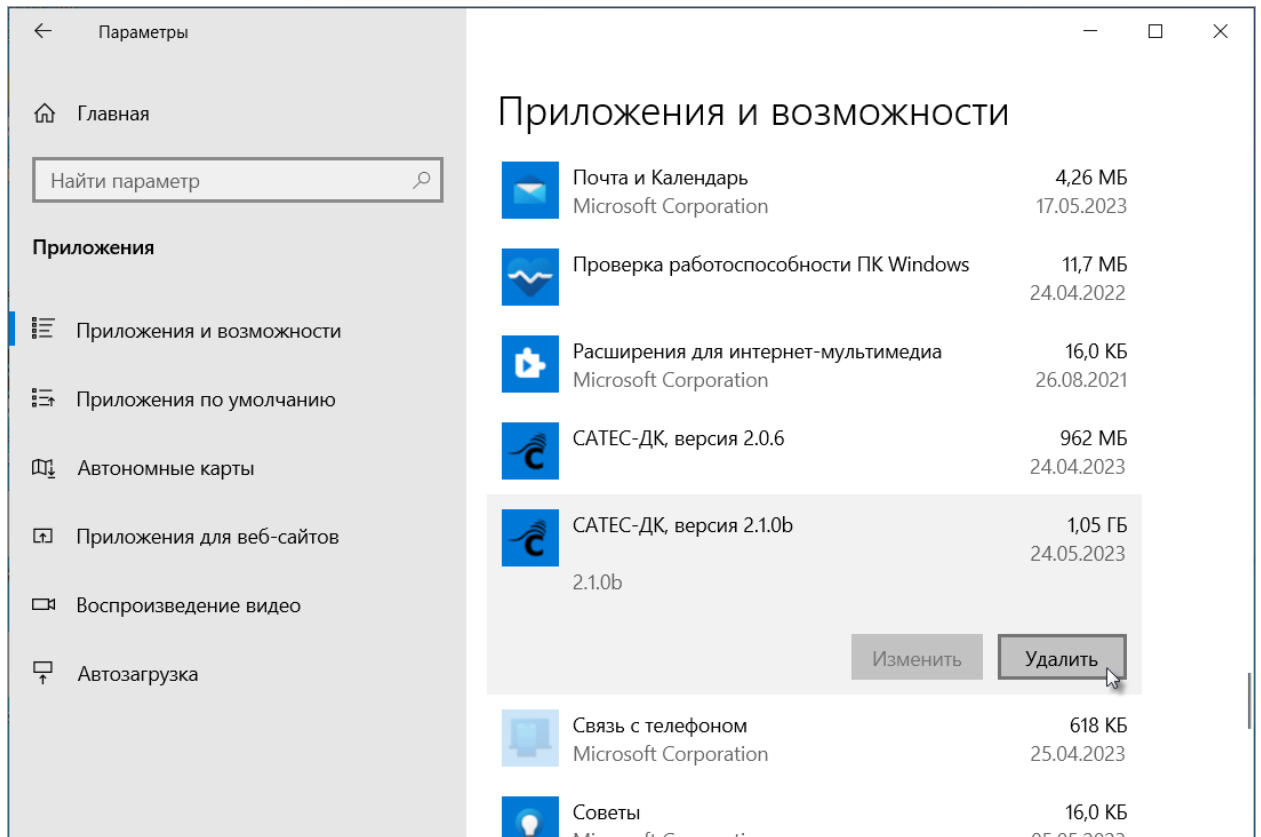 Параметры
Главная
Найти параметр
Приложения
Приложения и возможности
Приложения по умолчанию
Автономные карты
Приложения для веб-сайтов
Воспроизведение видео
Автозагрузка
Приложения и возможности
Почта и Календарь 4,26 МБ
Microsoft Corporation 17.05.2023
Проверка работоспособности ПК Windows 11,7 МБ
24.04.2022
Расширения для интернет-мультимедиа 16,0 КБ
Microsoft Corporation 26.08.2021
САТЕС-ДК, версия 2.0.6 962 МБ
24.04.2023
САТЕС-ДК, версия 2.1.0b 1,05 ГБ
24.05.2023
2.1.0b
Изменить Удалить
Связь с телефоном 618 КБ
Microsoft Corporation 25.04.2023
Советы 16,0 КБ